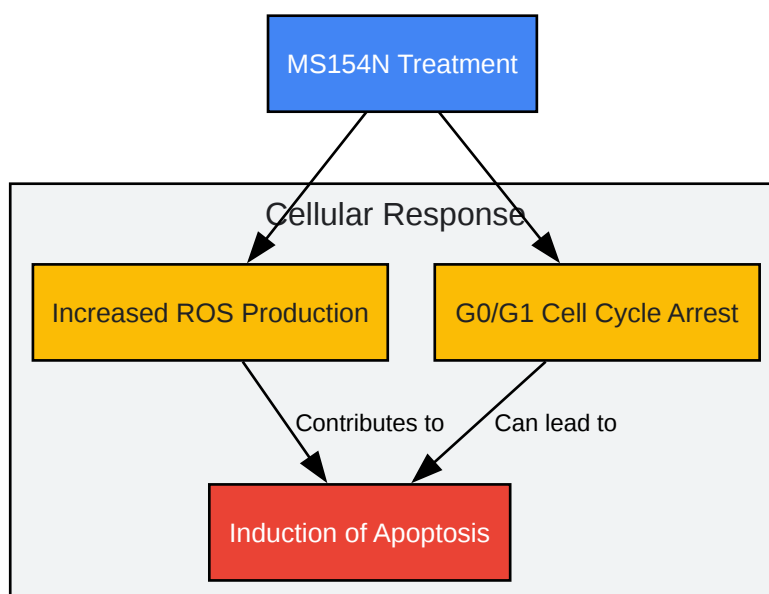 MS154N Treatment
Cellular Response
Increased ROS Production
G0/G1 Cell Cycle Arrest
Contributes to
Can lead to
Induction of Apoptosis